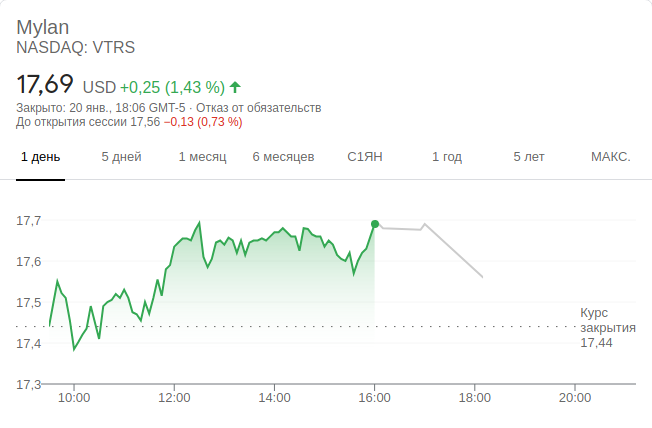 Mylan
NASDAQ: VTRS
17,69 USD +0,25 (1,43 %)
Закрыто: 20 янв., 18:06 GMT-5 · Отказ от обязательств
До открытия сессии 17,56 −0,13 (0,73 %)
1 день 5 дней 1 месяц 6 месяцев С1ЯН 1 год 5 лет МАКС.
17,7
17,6
17,5
Курс
закрытия
17,44
17,4
17,3
10:00 12:00 14:00 16:00 18:00 20:00